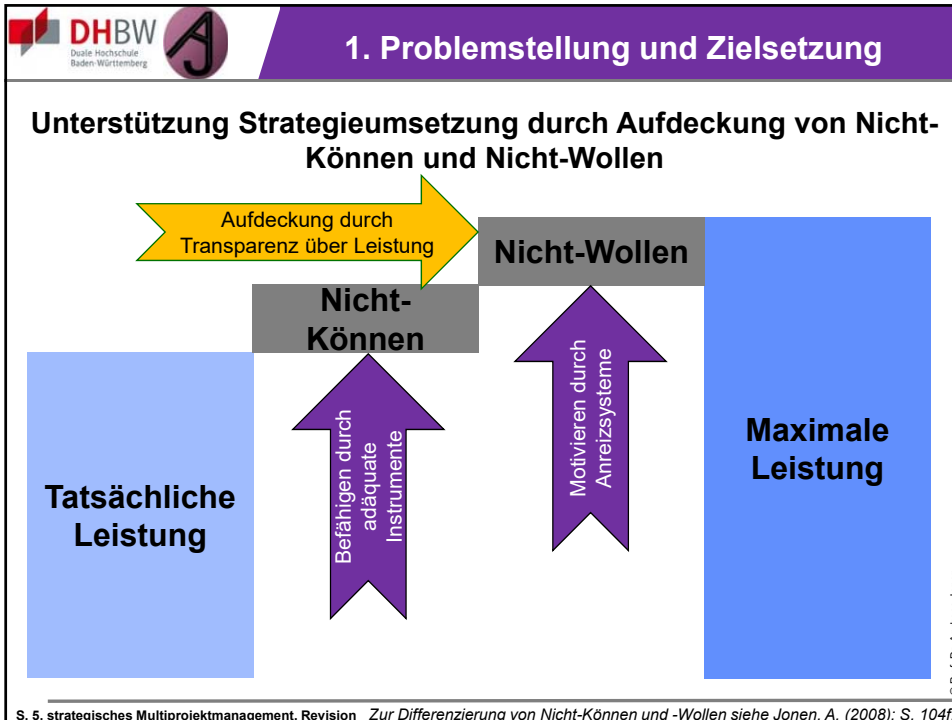 DHBW
Duale Hochschule
Baden-Württemberg
1. Problemstellung und Zielsetzung
Unterstützung Strategieumsetzung durch Aufdeckung von Nicht-
Können und Nicht-Wollen
Aufdeckung durch
Transparenz über Leistung
Nicht-Wollen
Nicht-
Können
Befähigen durch
adäquate
Instrumente
Motivieren durch
Anreizsysteme
Tatsächliche
Leistung
Maximale
Leistung
S. 5, strategisches Multiprojektmanagement, Revision
Zur Differenzierung von Nicht-Können und -Wollen siehe Jonen, A. (2008): S. 104f